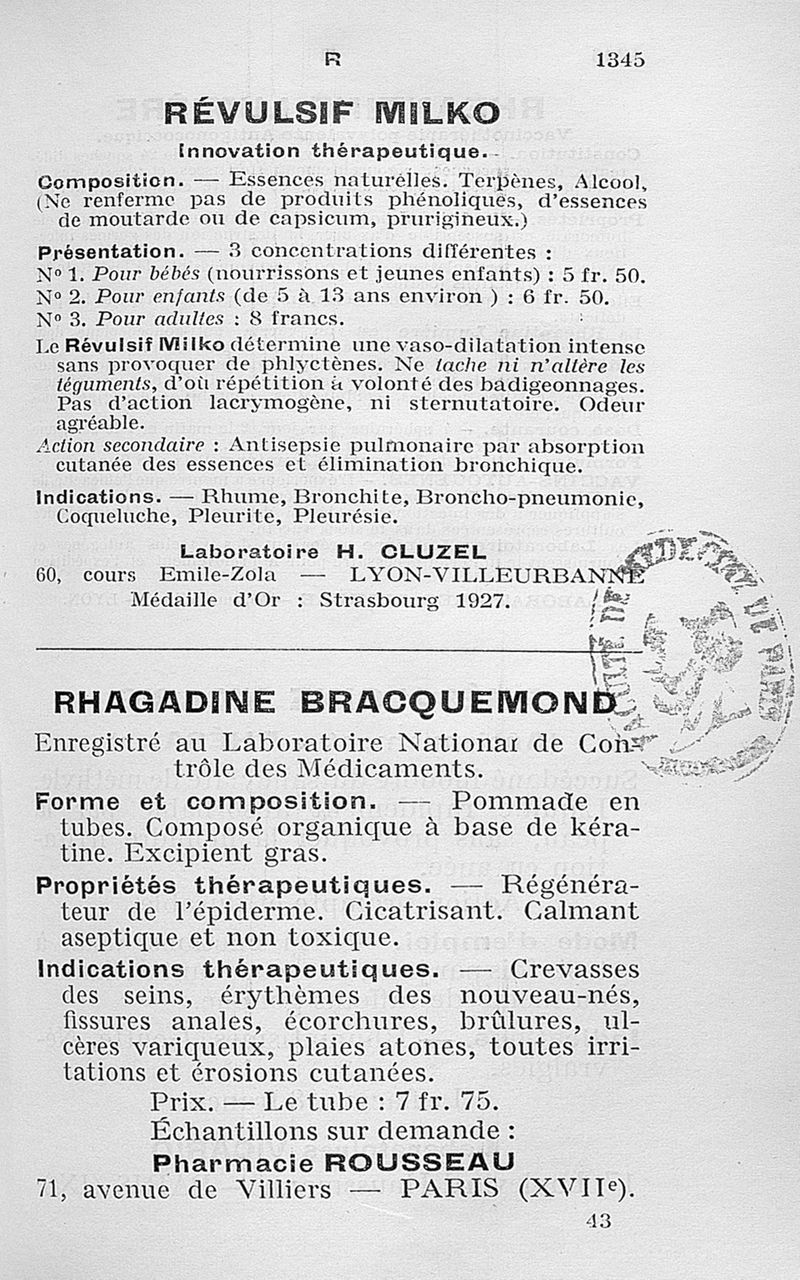 R 1345
RÉVULSIF MILKO
Innovation thérapeutique.
Composition. — Essences naturelles. Terpènes, Alcool,
(Ne renferme pas de produits phénoliques, d'essences
de moutarde ou de capsicum, prurigineux.)
Présentation. — 3 concentrations différentes :
N° 1. Pour bébés (nourrissons et jeunes enfants) : 5 fr. 50.
N° 2. Pour enfants (de 5 à 13 ans environ ) : 6 fr. 50.
N° 3. Pour adultes : 8 francs.
Le Révulsif Milko détermine une vaso-dilatation intense
sans provoquer de phlyctènes. Ne tache ni n'altère les
téguments, d'où répétition à volonté des badigeonnages.
Pas d'action lacrymogène, ni sternutatoire. Odeur
agréable.
Action secondaire : Antisepsie pulmonaire par absorption
cutanée des essences et élimination bronchique.
Indications. — Rhume, Bronchite, Broncho-pneumonie,
Coqueluche, Pleurite, Pleurésie.
Laboratoire H. CLUZEL
60, cours Emile-Zola — LYON-VILLEURBANNE
Médaille d'Or : Strasbourg 1927.
RHAGADINE BRACQUEMOND
Enregistré au Laboratoire National de Con-
trôle des Médicaments.
Forme et composition. — Pommade en
tubes. Composé organique à base de kéra-
tine. Excipient gras.
Propriétés thérapeutiques. — Régénéra-
teur de l'épiderme. Cicatrisant. Calmant
aseptique et non toxique.
Indications thérapeutiques. — Crevasses
des seins, érythèmes des nouveau-nés,
fissures anales, écorchures, brûlures, ul-
cères variqueux, plaies atones, toutes irri-
tations et érosions cutanées.
Prix. — Le tube : 7 fr. 75.
Échantillons sur demande :
Pharmacie ROUSSEAU
71, avenue de Villiers — PARIS (XVIIe).
43